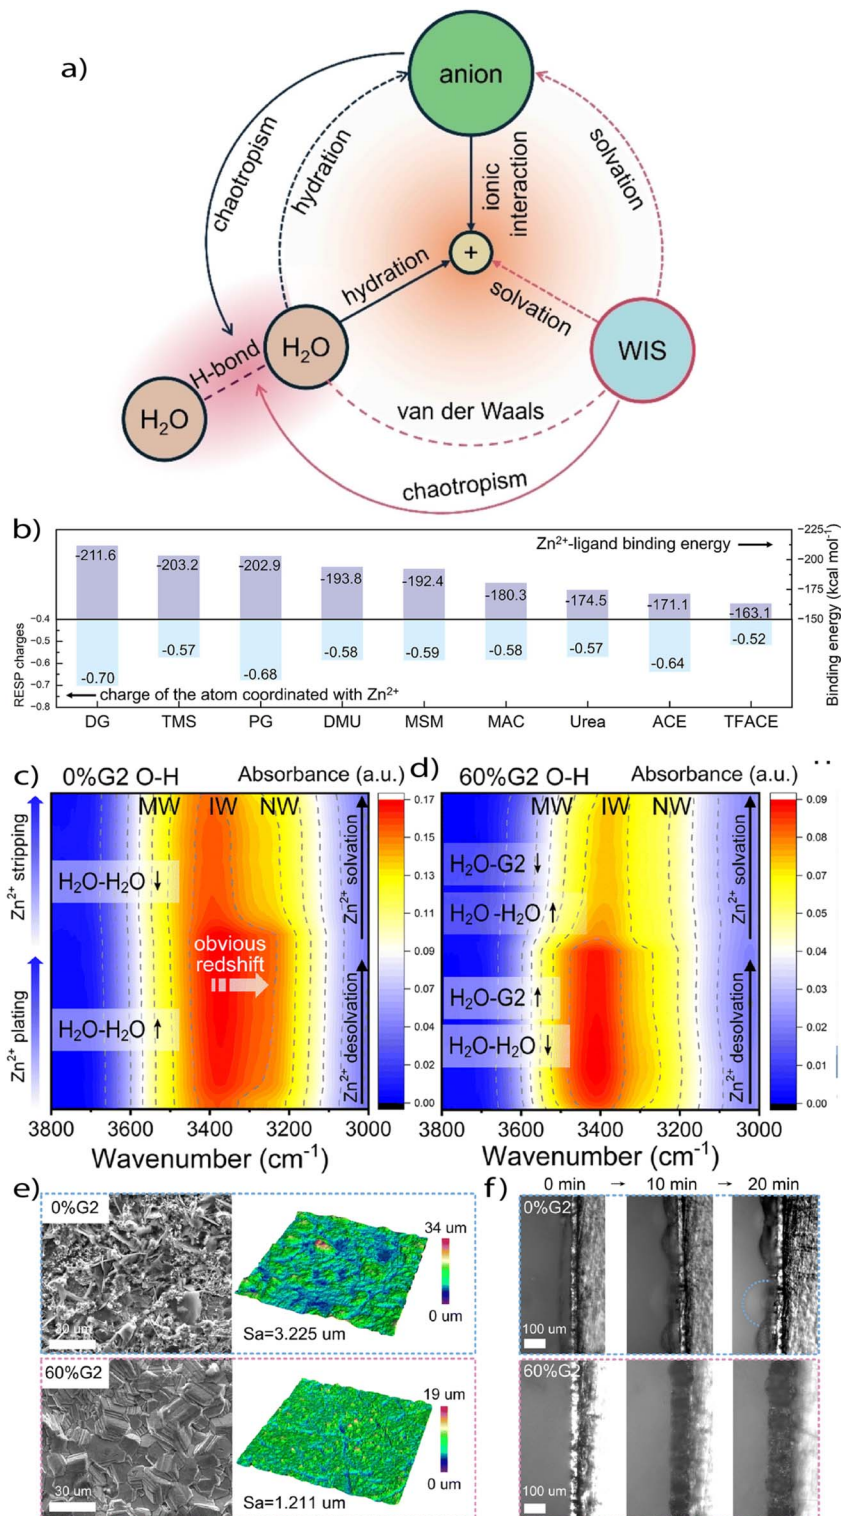 a)
anion
chaotropism
hydration
solvation
ionic
interaction
+
hydration
solvation
H-bond
H₂O
H₂O
WIS
van der Waals
chaotropism
b)
-225
Zn²⁺-ligand binding energy
-211.6
-203.2
-202.9
-193.8
-192.4
-180.3
-174.5
-171.1
-163.1
-200
-175
-150
Binding energy (kcal mol⁻¹)
-0.4
-0.5
-0.6
-0.7
-0.8
RESP charges
-0.70
-0.57
-0.68
-0.58
-0.59
-0.58
-0.57
-0.64
-0.52
charge of the atom coordinated with Zn²⁺
DG TMS PG DMU MSM MAC Urea ACE TFACE
c) 0%G2 O-H Absorbance (a.u.)
MW IW NW
Zn²⁺ stripping
Zn²⁺ plating
H₂O-H₂O ↓
obvious
redshift
H₂O-H₂O ↑
Zn²⁺ solvation
Zn²⁺ desolvation
0.17
0.15
0.13
0.11
0.09
0.07
0.06
0.04
0.02
0.00
3800 3600 3400 3200 3000
Wavenumber (cm⁻¹)
d) 60%G2 O-H Absorbance (a.u.)
MW IW NW
H₂O-G2 ↓
H₂O-H₂O ↑
H₂O-G2 ↑
H₂O-H₂O ↓
Zn²⁺ solvation
Zn²⁺ desolvation
0.09
0.08
0.07
0.06
0.05
0.04
0.03
0.02
0.01
0.00
3800 3600 3400 3200 3000
Wavenumber (cm⁻¹)
e)
0%G2
30 um
34 um
0 um
Sa=3.225 um
60%G2
30 um
19 um
0 um
Sa=1.211 um
f)
0 min → 10 min → 20 min
0%G2
100 um
60%G2
100 um